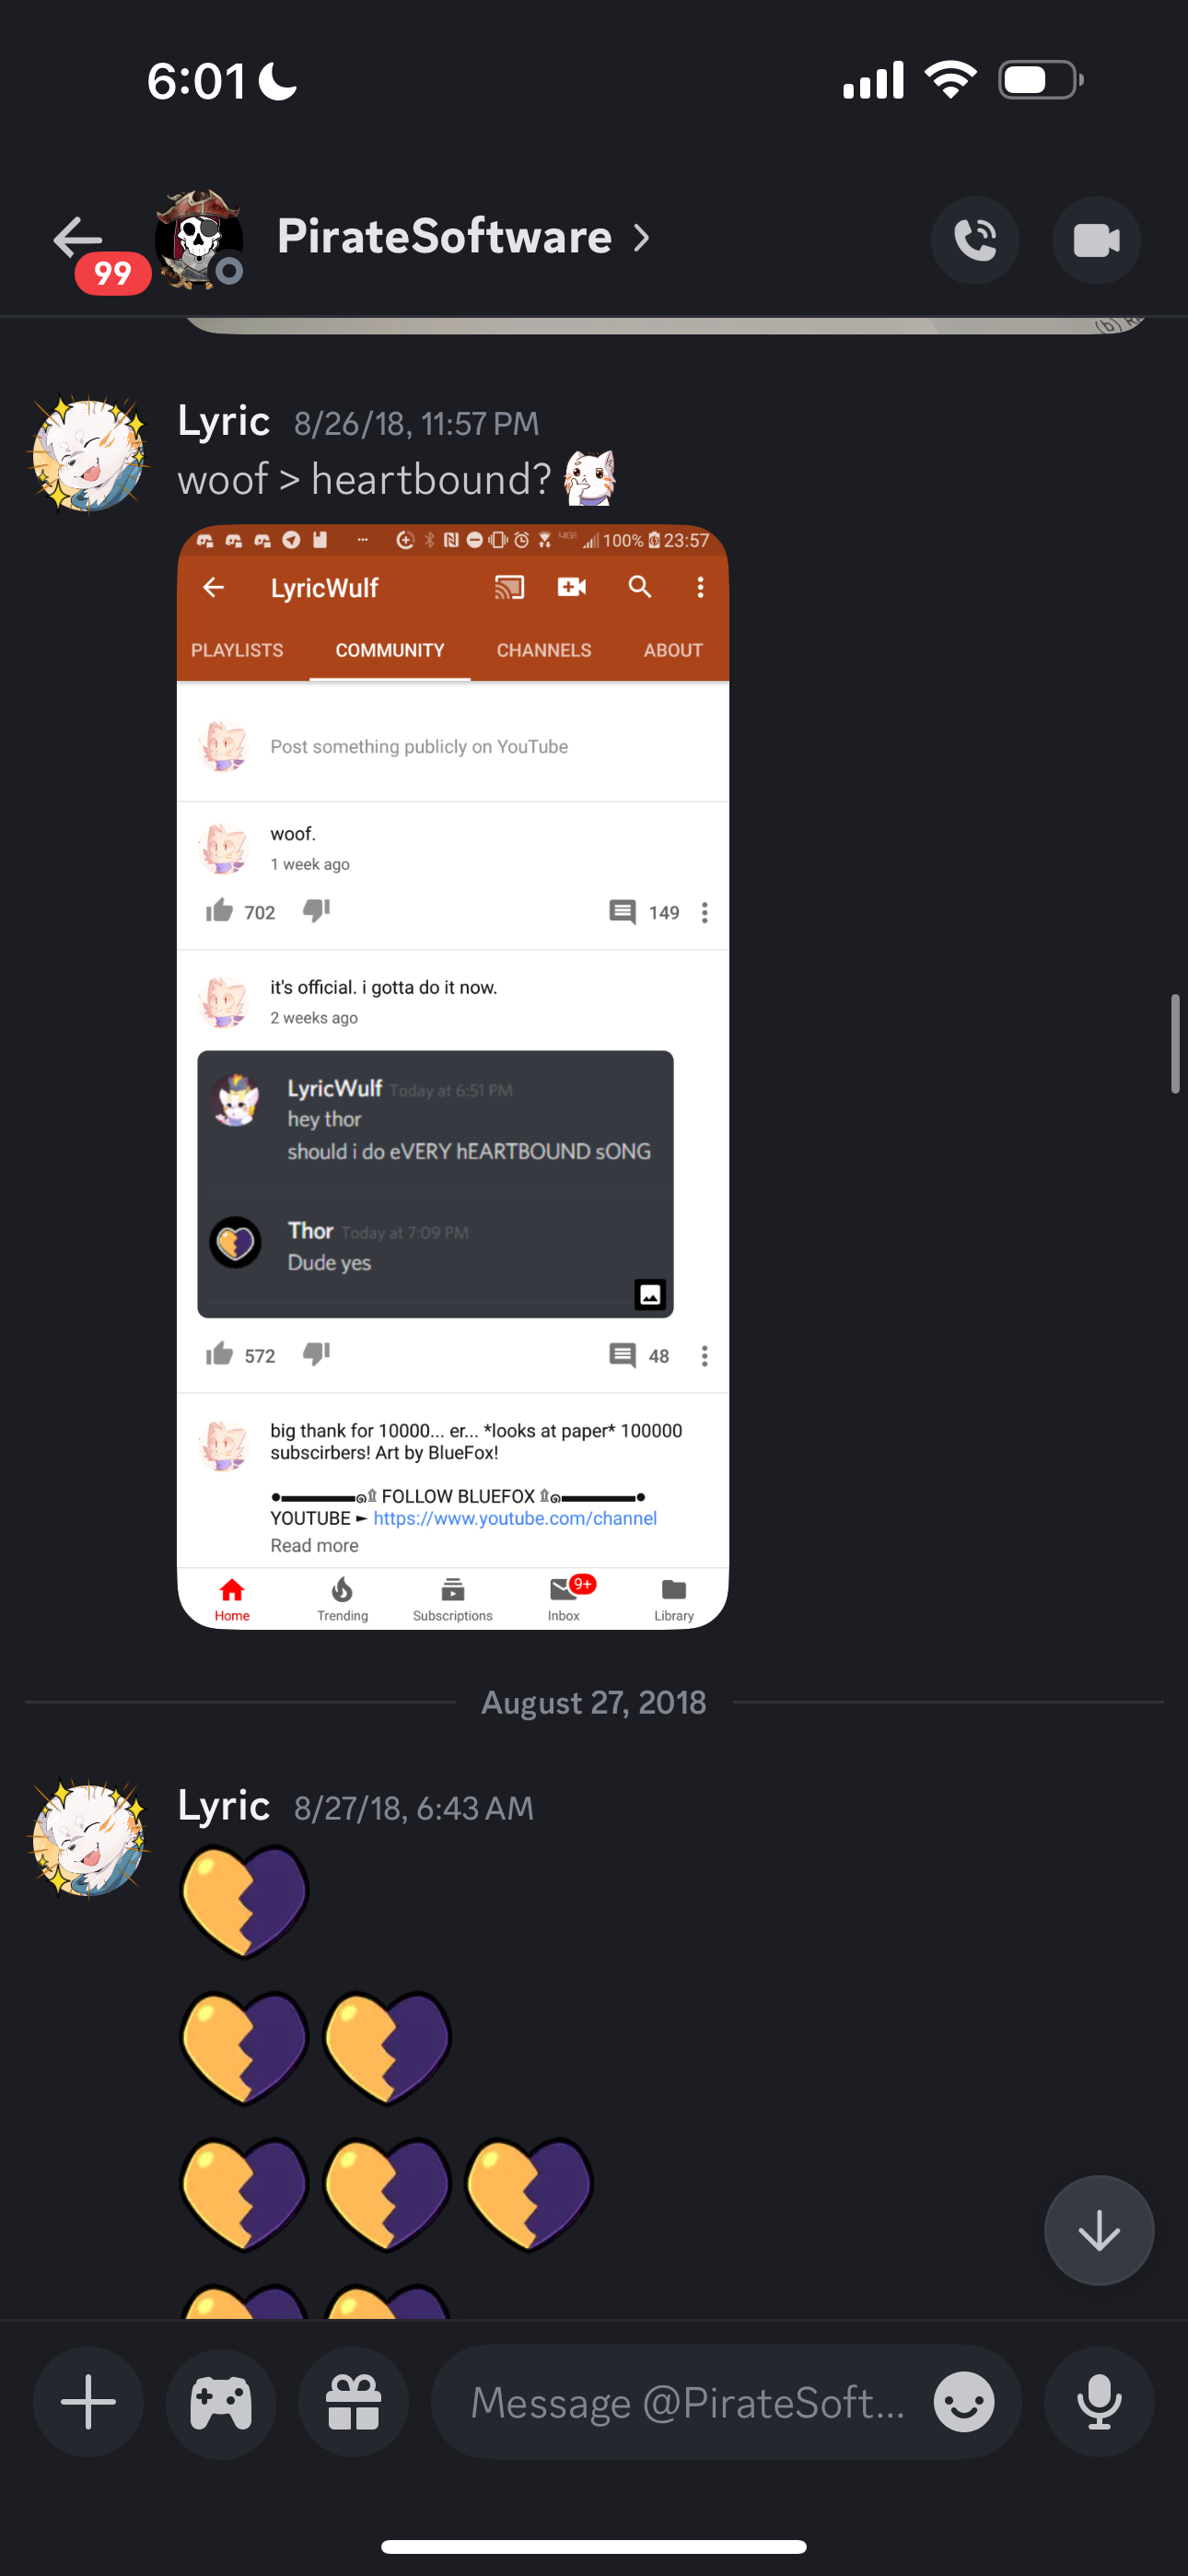 6:01
99
PirateSoftware
Lyric 8/26/18, 11:57 PM
woof > heartbound?
100% 23:57
LyricWulf
PLAYLISTS COMMUNITY CHANNELS ABOUT
Post something publicly on YouTube
woof.
1 week ago
702 149
it's official. i gotta do it now.
2 weeks ago
LyricWulf Today at 6:51 PM
hey thor
should i do eVERY hEARTBOUND sONG
Thor Today at 7:09 PM
Dude yes
572 48
big thank for 10000... er... *looks at paper* 100000
subscirbers! Art by BlueFox!
FOLLOW BLUEFOX
YOUTUBE ► https://www.youtube.com/channel
Read more
9+
Home Trending Subscriptions Inbox Library
August 27, 2018
Lyric 8/27/18, 6:43 AM
Message @PirateSoft...